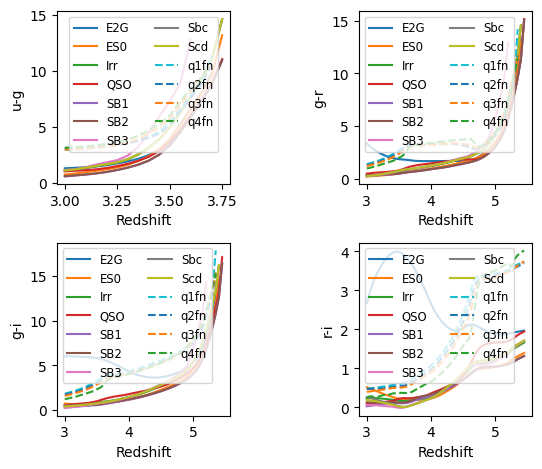 15
10
5
0
u-g
E2G
ES0
Irr
QSO
SB1
SB2
SB3
Sbc
Scd
q1fn
q2fn
q3fn
q4fn
3.00
3.25
3.50
3.75
Redshift
15
10
5
0
g-r
E2G
ES0
Irr
QSO
SB1
SB2
SB3
Sbc
Scd
q1fn
q2fn
q3fn
q4fn
3
4
5
Redshift
15
10
5
0
g-i
E2G
ES0
Irr
QSO
SB1
SB2
SB3
Sbc
Scd
q1fn
q2fn
q3fn
q4fn
3
4
5
Redshift
4
3
2
1
0
r-i
E2G
ES0
Irr
QSO
SB1
SB2
SB3
Sbc
Scd
q1fn
q2fn
q3fn
q4fn
3
4
5
Redshift